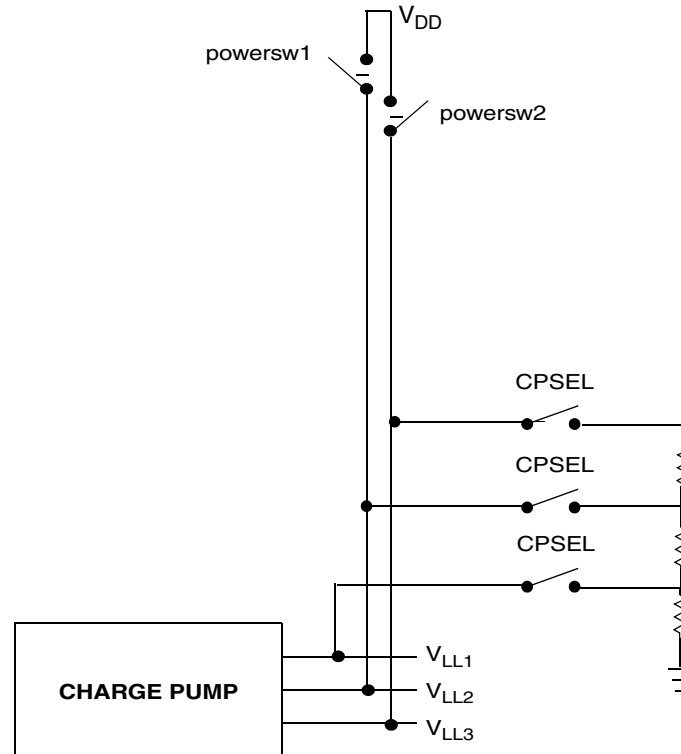 VDD
powersw1
powersw2
CPSEL
CPSEL
CPSEL
VLL1
CHARGE PUMP
VLL2
VLL3